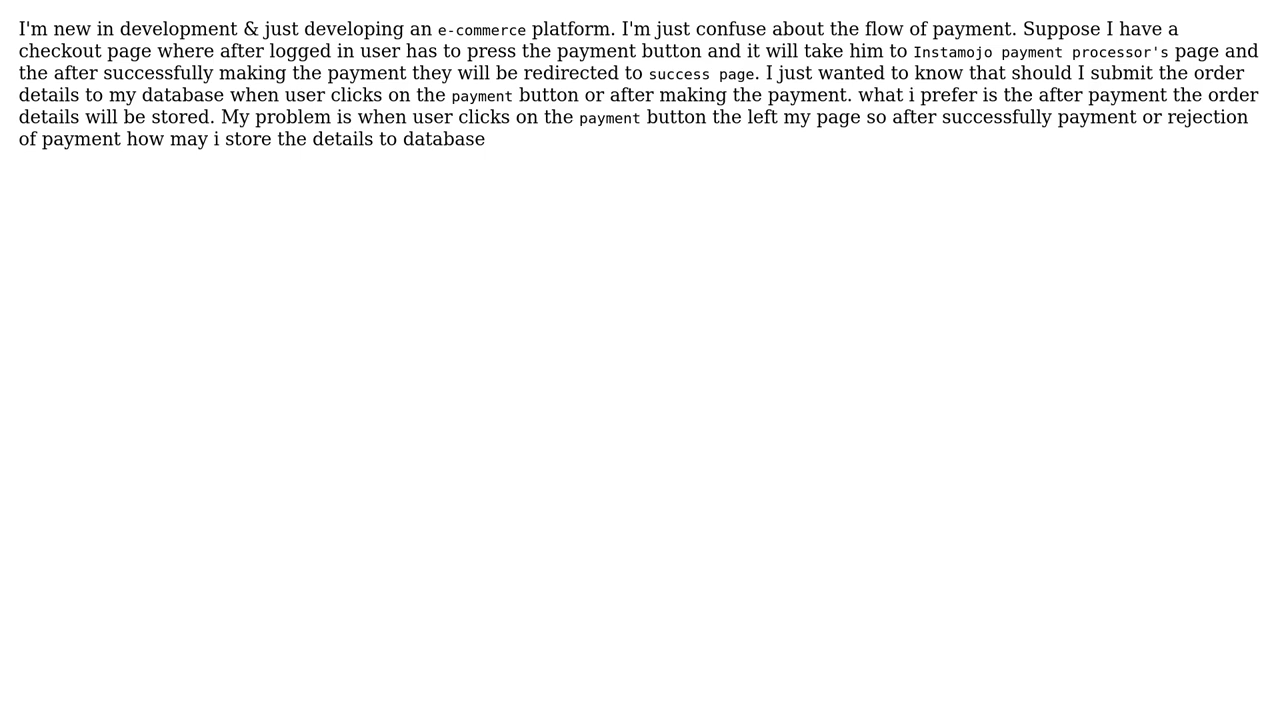 I'm new in development & just developing an e-commerce platform. I'm just confuse about the flow of payment. Suppose I have a
checkout page where after logged in user has to press the payment button and it will take him to Instamojo payment processor's page and
the after successfully making the payment they will be redirected to success page. I just wanted to know that should I submit the order
details to my database when user clicks on the payment button or after making the payment. what i prefer is the after payment the order
details will be stored. My problem is when user clicks on the payment button the left my page so after successfully payment or rejection
of payment how may i store the details to database